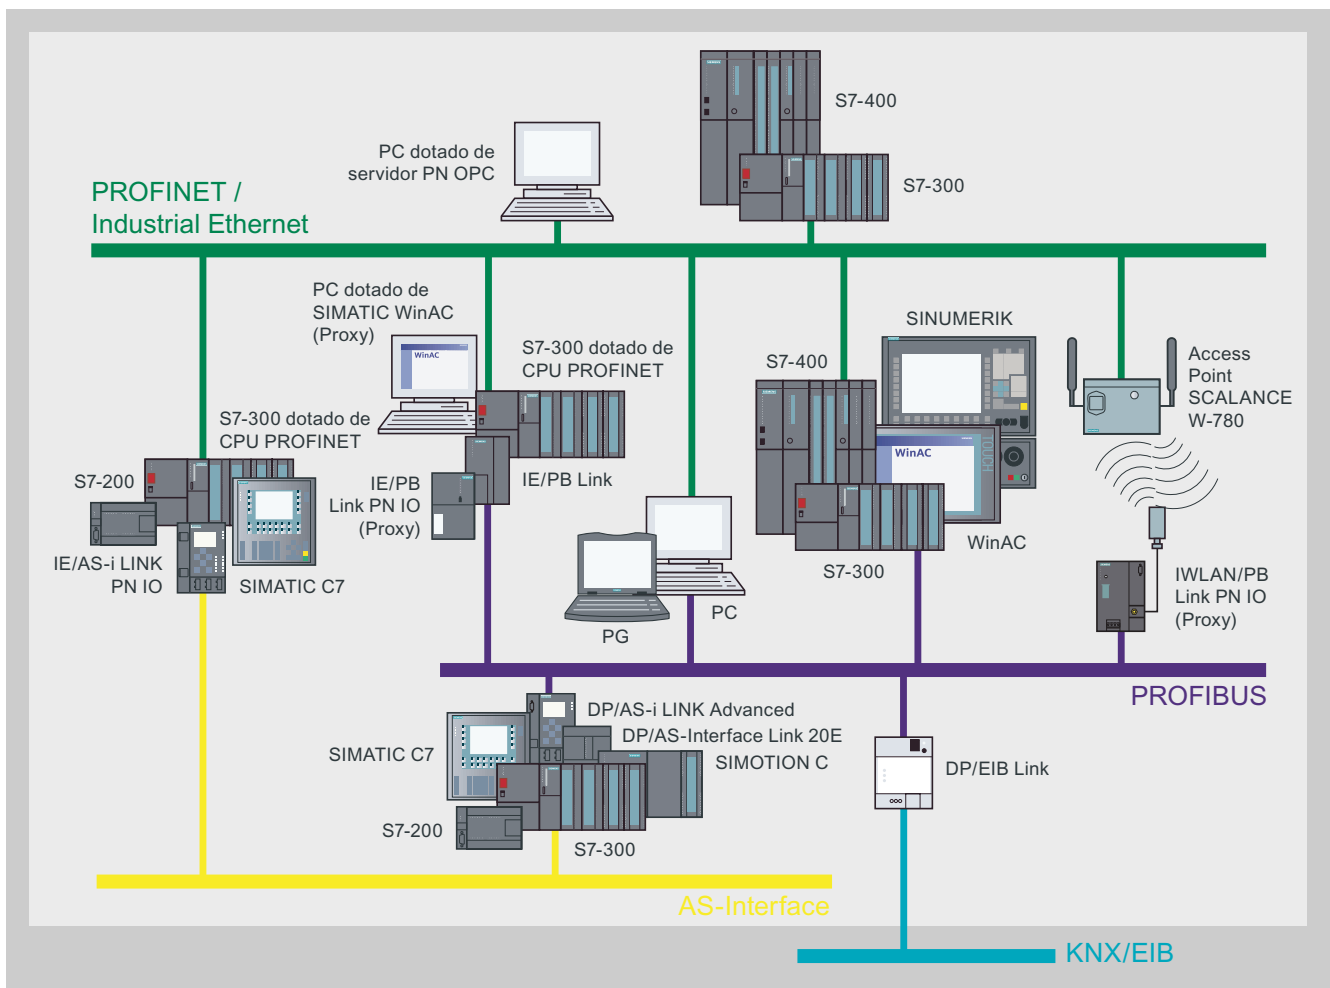 S7-400
PC dotado de
servidor PN OPC
S7-300
PROFINET /
Industrial Ethernet
PC dotado de
SIMATIC WinAC
(Proxy)
WinAC
S7-300 dotado de
CPU PROFINET
SINUMERIK
S7-400
Access
Point
SCALANCE
W-780
S7-300 dotado de
CPU PROFINET
S7-200
IE/PB
Link PN IO
(Proxy)
IE/PB Link
WinAC
TOUCH
WinAC
S7-300
IE/AS-i LINK
PN IO
SIMATIC C7
PC
PG
IWLAN/PB
Link PN IO
(Proxy)
PROFIBUS
DP/AS-i LINK Advanced
DP/AS-Interface Link 20E
SIMOTION C
SIMATIC C7
DP/EIB Link
S7-200
S7-300
AS-Interface
KNX/EIB